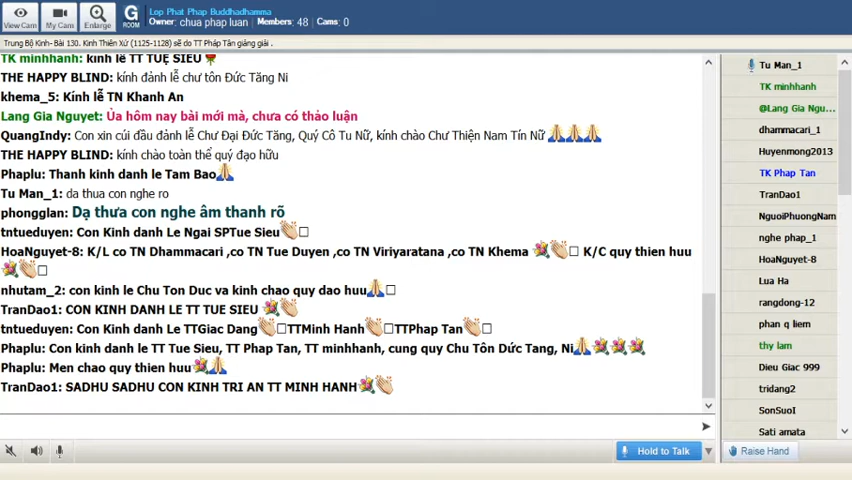 View Cam
My Cam
Enlarge
G
ROOM
Lop Phat Phap Buddhadhamma
Owner: chua phap luan Members: 48 Cams: 0
Trung Bộ Kinh- Bài 130. Kinh Thiên Xứ (1125-1128) sẽ do TT Pháp Tân giảng giải .
TK minhhanh: kính lễ TT TUỆ SIEU
THE HAPPY BLIND: kính đảnh lễ chư tôn Đức Tăng Ni
khema_5: Kính lễ TN Khanh An
Lang Gia Nguyet: Ủa hôm nay bài mới mà, chưa có thảo luận
QuangIndy: Con xin cúi đầu đảnh lễ Chư Đại Đức Tăng, Quý Cô Tu Nữ, kính chào Chư Thiện Nam Tín Nữ
THE HAPPY BLIND: kính chào toàn thể quý đạo hữu
Phaplu: Thanh kinh danh le Tam Bao
Tu Man_1: da thua con nghe ro
phongglan: Dạ thưa con nghe âm thanh rõ
tntueduyen: Con Kinh danh Le Ngai SPTue Sieu
HoaNguyet-8: K/L co TN Dhammacari ,co TN Tue Duyen ,co TN Viriyaratana ,co TN Khema K/C quy thien huu
nhutam_2: con kinh le Chu Ton Duc va kinh chao quy dao huu
TranDao1: CON KINH DANH LE TT TUE SIEU
tntueduyen: Con Kinh danh Le TTGiac Dang TTMinh Hanh TTPhap Tan
Phaplu: Con kinh danh le TT Tue Sieu, TT Phap Tan, TT minhhanh, cung quy Chu Tôn Dức Tang, Ni
Phaplu: Men chao quy thien huu
TranDao1: SADHU SADHU CON KINH TRI AN TT MINH HANH
Hold to Talk
Tu Man_1
TK minhhanh
@Lang Gia Ngu...
dhammacari_1
Huyenmong2013
TK Phap Tan
TranDao1
NguoiPhuongNam
nghe phap_1
HoaNguyet-8
Lua Ha
rangdong-12
phan q liem
thy lam
Dieu Giac 999
tridang2
SonSuoI
Sati amata
Raise Hand